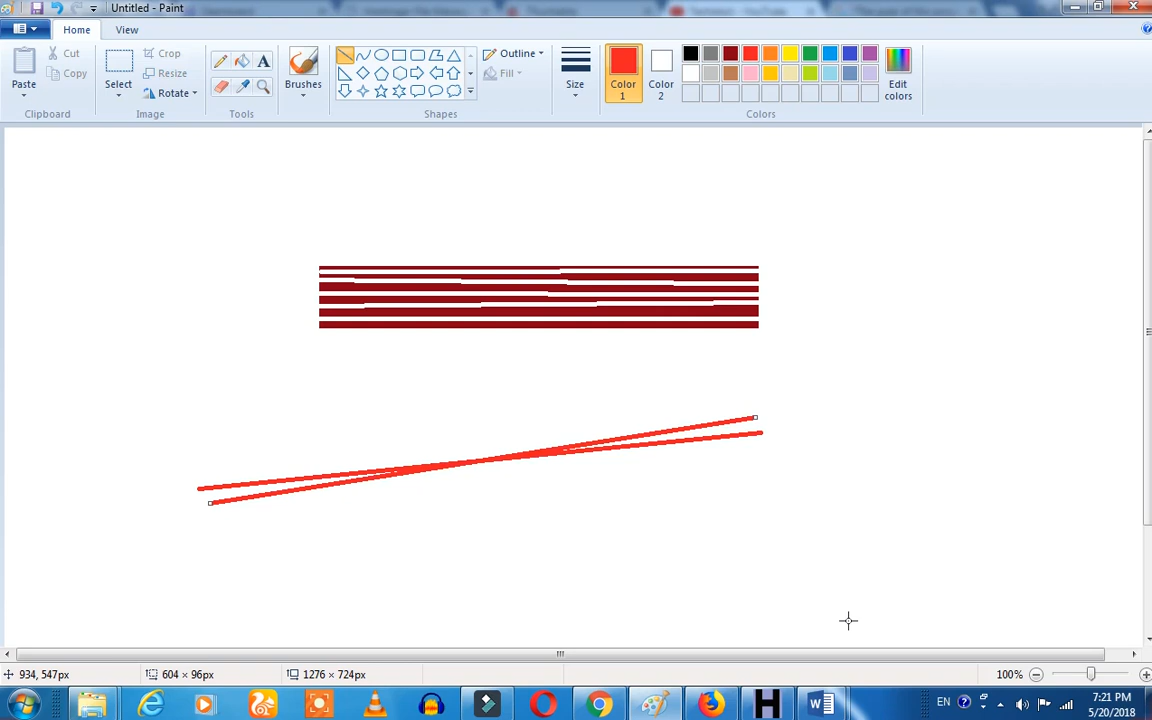 Untitled - Paint
Home
View
Paste
Cut
Copy
Clipboard
Select
Crop
Resize
Rotate
Image
A
Tools
Brushes
Outline
Fill
Shapes
Size
Color 1
Color 2
Edit colors
Colors
934, 547px
604 × 96px
1276 × 724px
100%
EN
7:21 PM
5/20/2018